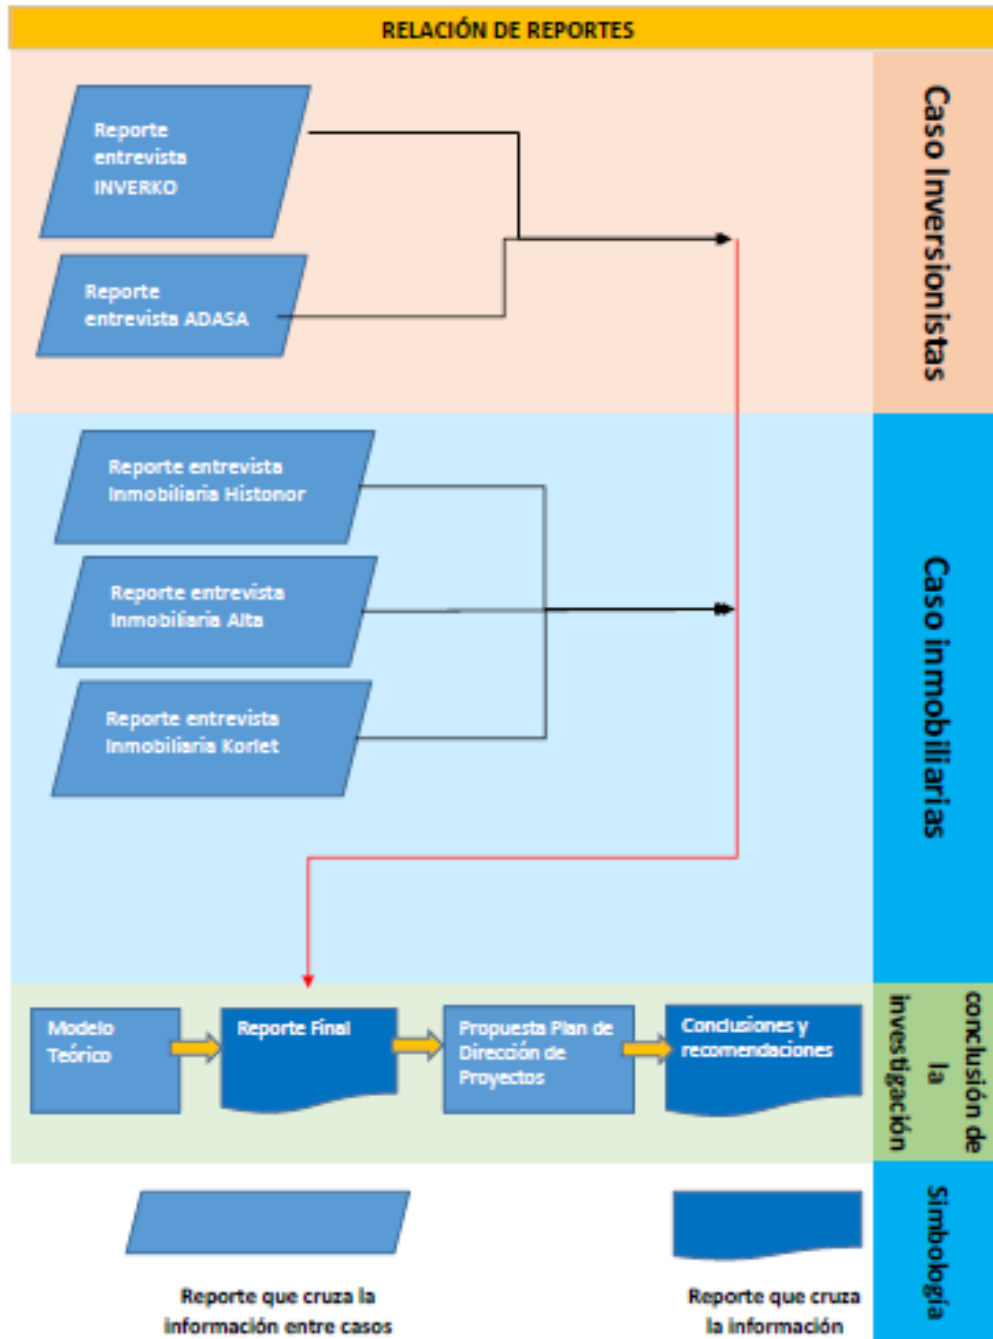 RELACIÓN DE REPORTES
Reporte
entrevista
INVERKO
Reporte
entrevista ADASA
Caso Inversionistas
Reporte entrevista
Inmobiliaria Histonor
Reporte entrevista
Inmobiliaria Alta
Reporte entrevista
Inmobiliaria Korlet
Caso inmobiliarias
Modelo
Teórico
Reporte Final
Propuesta Plan de
Dirección de
Proyectos
Conclusiones y
recomendaciones
conclusión de
la
investigación
Reporte que cruza la
información entre casos
Reporte que cruza
la información
Simbología